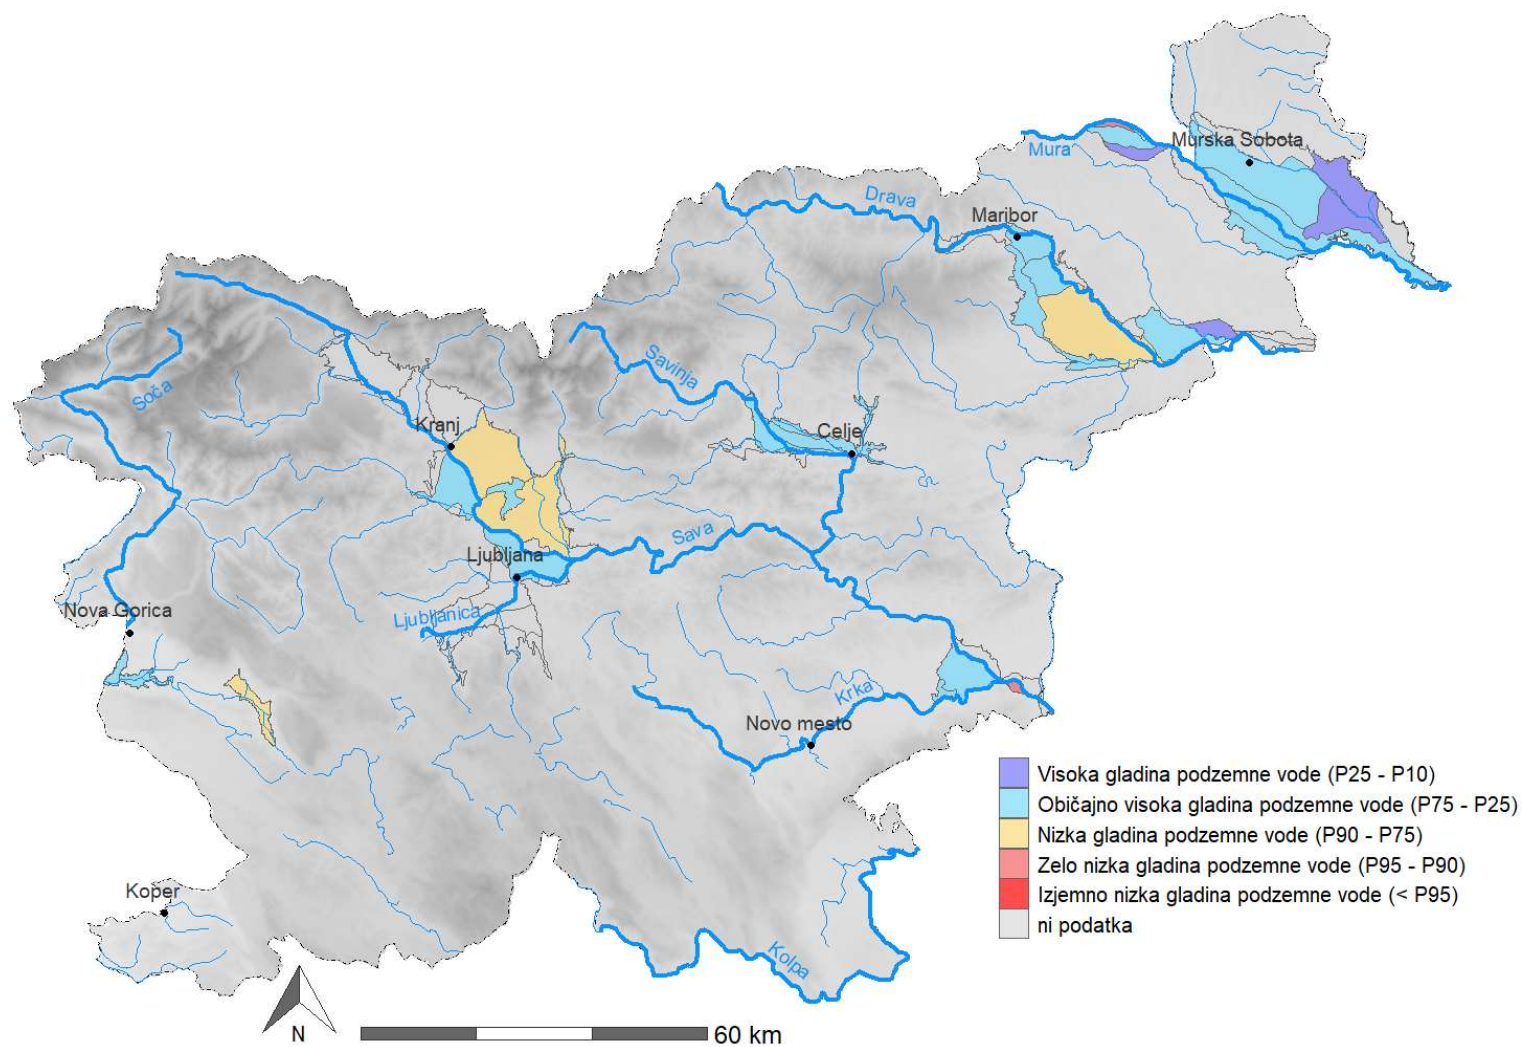 Murska Sobota
Mura
Drava
Maribor
Savinja
Soča
Kranj
Celje
Sava
Ljubljana
Nova Gorica
Ljubljanica
Krka
Novo mesto
Visoka gladina podzemne vode (P25 - P10)
Običajno visoka gladina podzemne vode (P75 - P25)
Nizka gladina podzemne vode (P90 - P75)
Zelo nizka gladina podzemne vode (P95 - P90)
Izjemno nizka gladina podzemne vode (< P95)
ni podatka
Koper
Kolpa
N
60 km